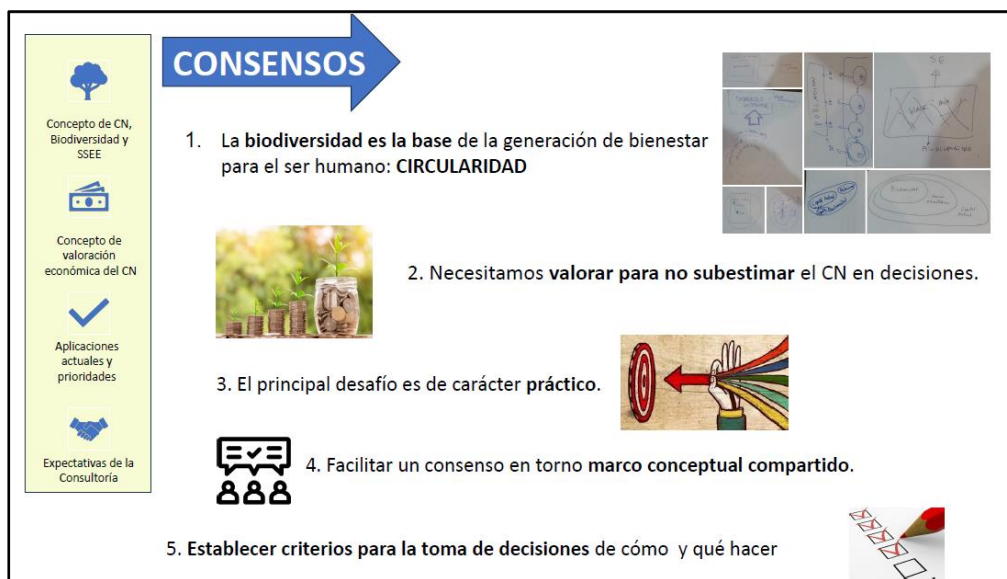 CONSENSOS
Concepto de CN,
Biodiversidad y
SSEE
Concepto de
valoración
económica del CN
Aplicaciones
actuales y
prioridades
Expectativas de la
Consultoría
1. La biodiversidad es la base de la generación de bienestar
para el ser humano: CIRCULARIDAD
SE
POBLACION
2. Necesitamos valorar para no subestimar el CN en decisiones.
3. El principal desafío es de carácter práctico.
4. Facilitar un consenso en torno marco conceptual compartido.
5. Establecer criterios para la toma de decisiones de cómo y qué hacer